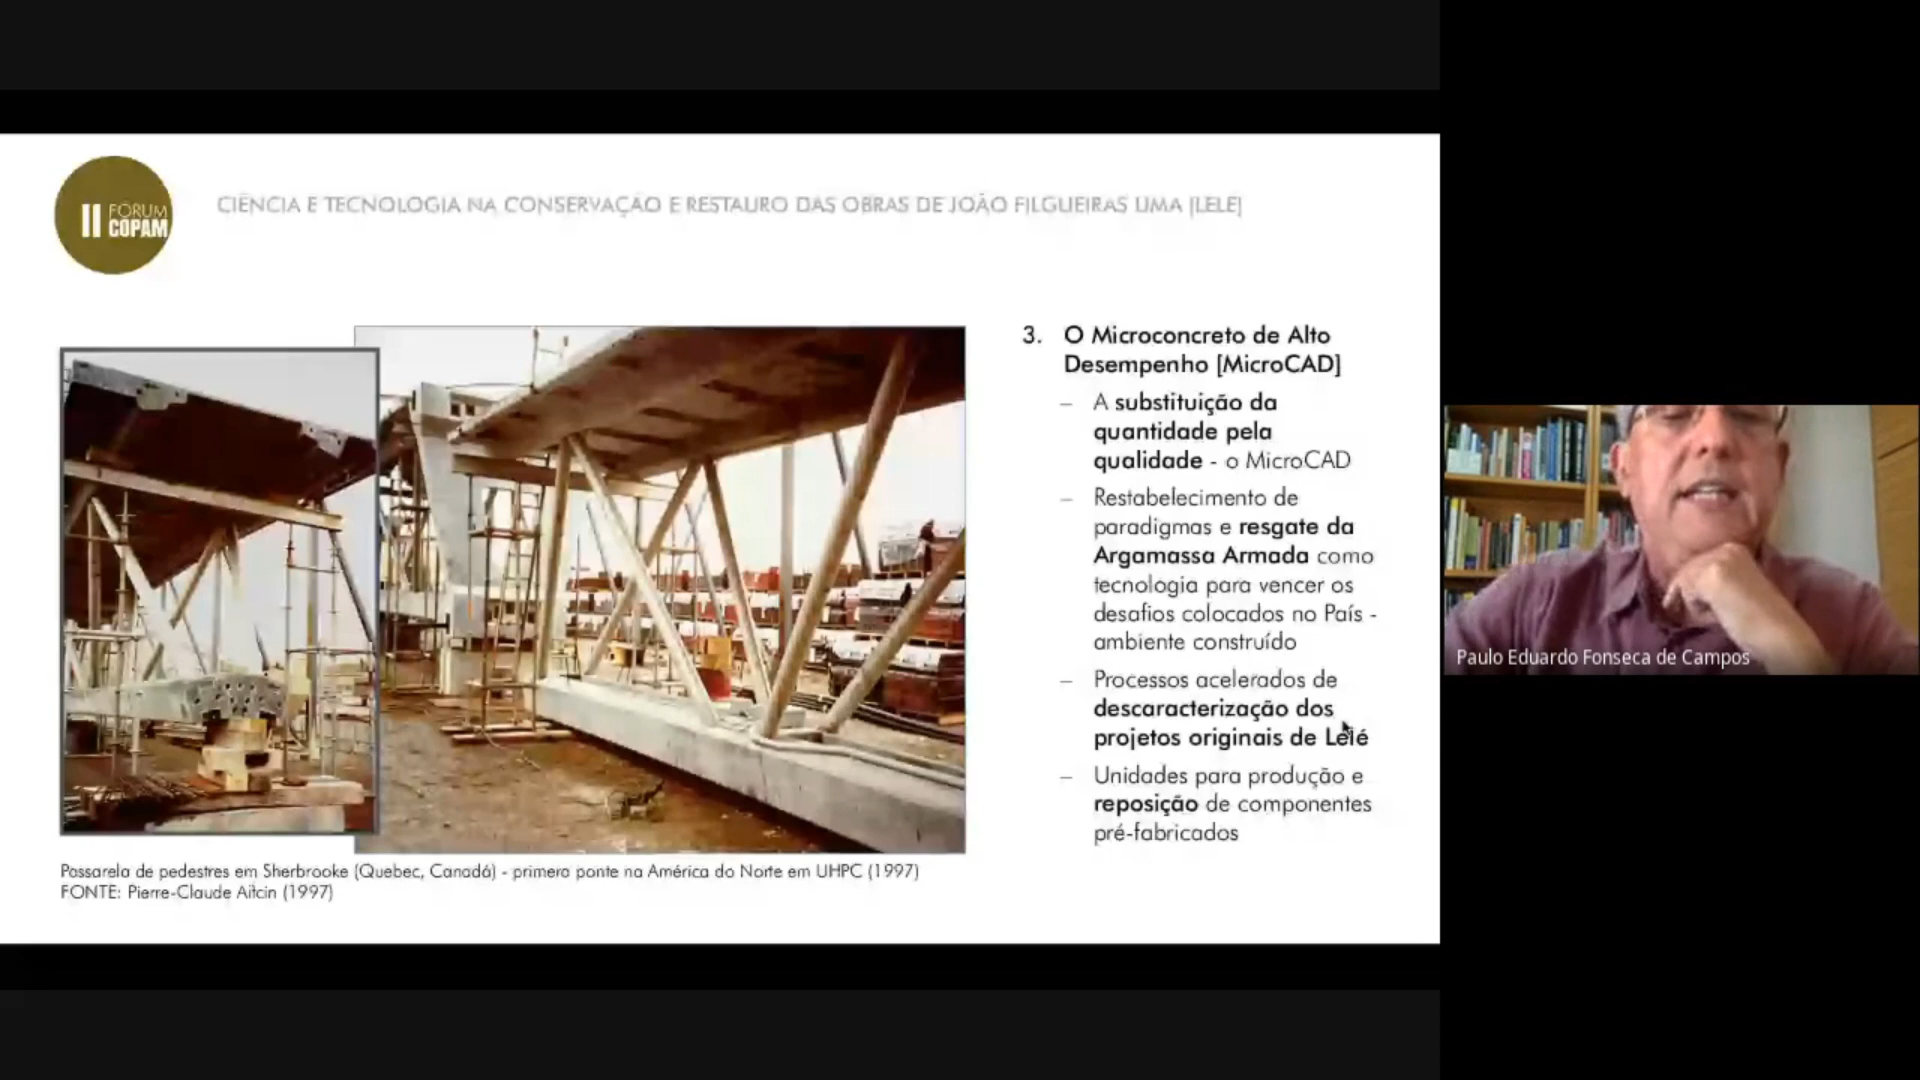 II FÓRUM
COPAM
CIÊNCIA E TECNOLOGIA NA CONSERVAÇÃO E RESTAURO DAS OBRAS DE JOÃO FILGUEIRAS LIMA [LELÉ]
3. O Microconcreto de Alto
Desempenho [MicroCAD]
– A substituição da
quantidade pela
qualidade - o MicroCAD
– Restabelecimento de
paradigmas e resgate da
Argamassa Armada como
tecnologia para vencer os
desafios colocados no País -
ambiente construído
– Processos acelerados de
descaracterização dos
projetos originais de Lelé
– Unidades para produção e
reposição de componentes
pré-fabricados
Passarela de pedestres em Sherbrooke (Quebec, Canadá) - primera ponte na América do Norte em UHPC (1997)
FONTE: Pierre-Claude Aïtcin (1997)
Paulo Eduardo Fonseca de Campos